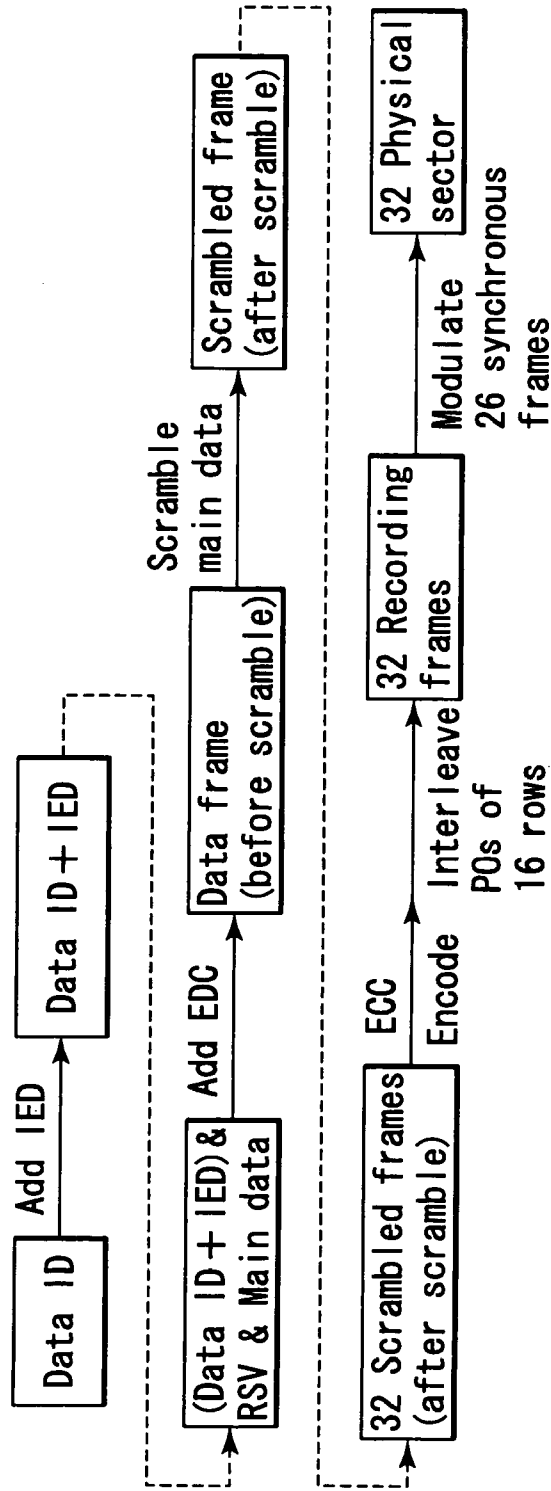 Data ID
Add IED
Data ID+IED
(Data ID+IED)&
RSV & Main data
Add EDC
Data frame
(before scramble)
Scramble
main data
Scrambled frame
(after scramble)
32 Scrambled frames
(after scramble)
ECC
Encode
Interleave
POs of
16 rows
32 Recording
frames
Modulate
26 synchronous
frames
32 Physical
sector